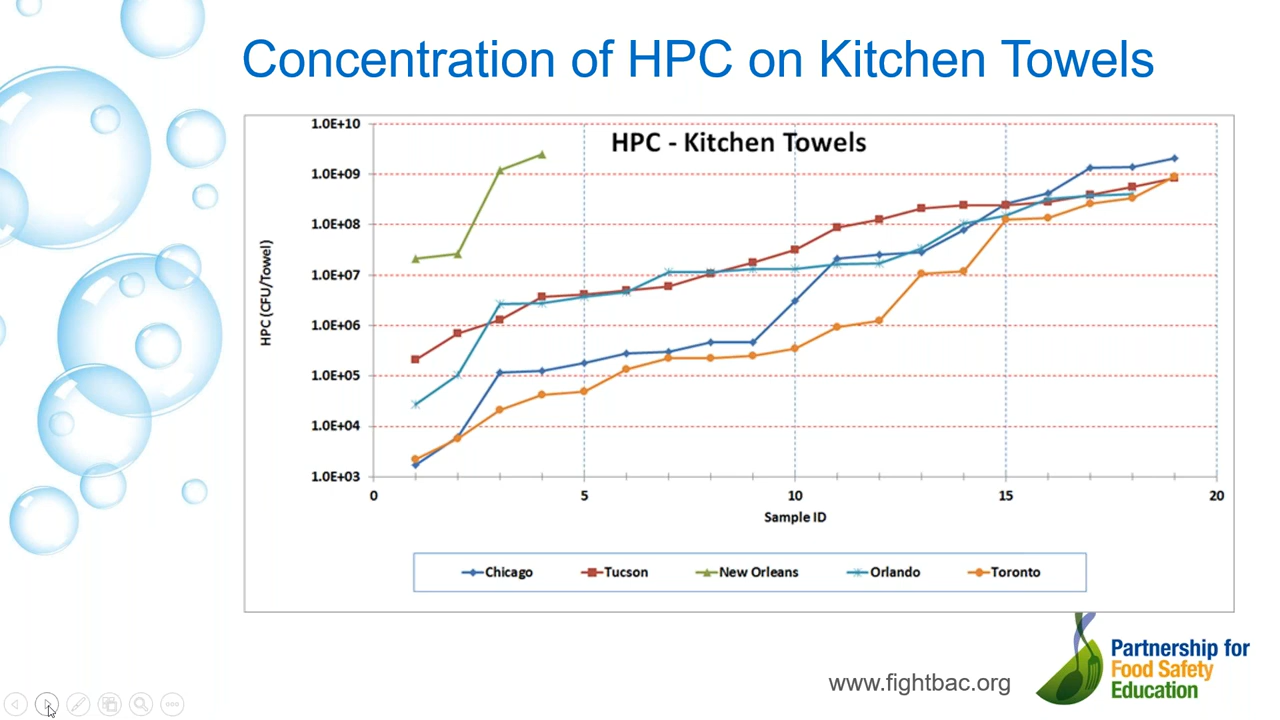 Concentration of HPC on Kitchen Towels
HPC - Kitchen Towels
1.0E+10
1.0E+09
1.0E+08
1.0E+07
1.0E+06
1.0E+05
1.0E+04
1.0E+03
HPC (CFU/Towel)
0 5 10 15 20
Sample ID
Chicago Tucson New Orleans Orlando Toronto
Partnership for
Food Safety
Education
www.fightbac.org